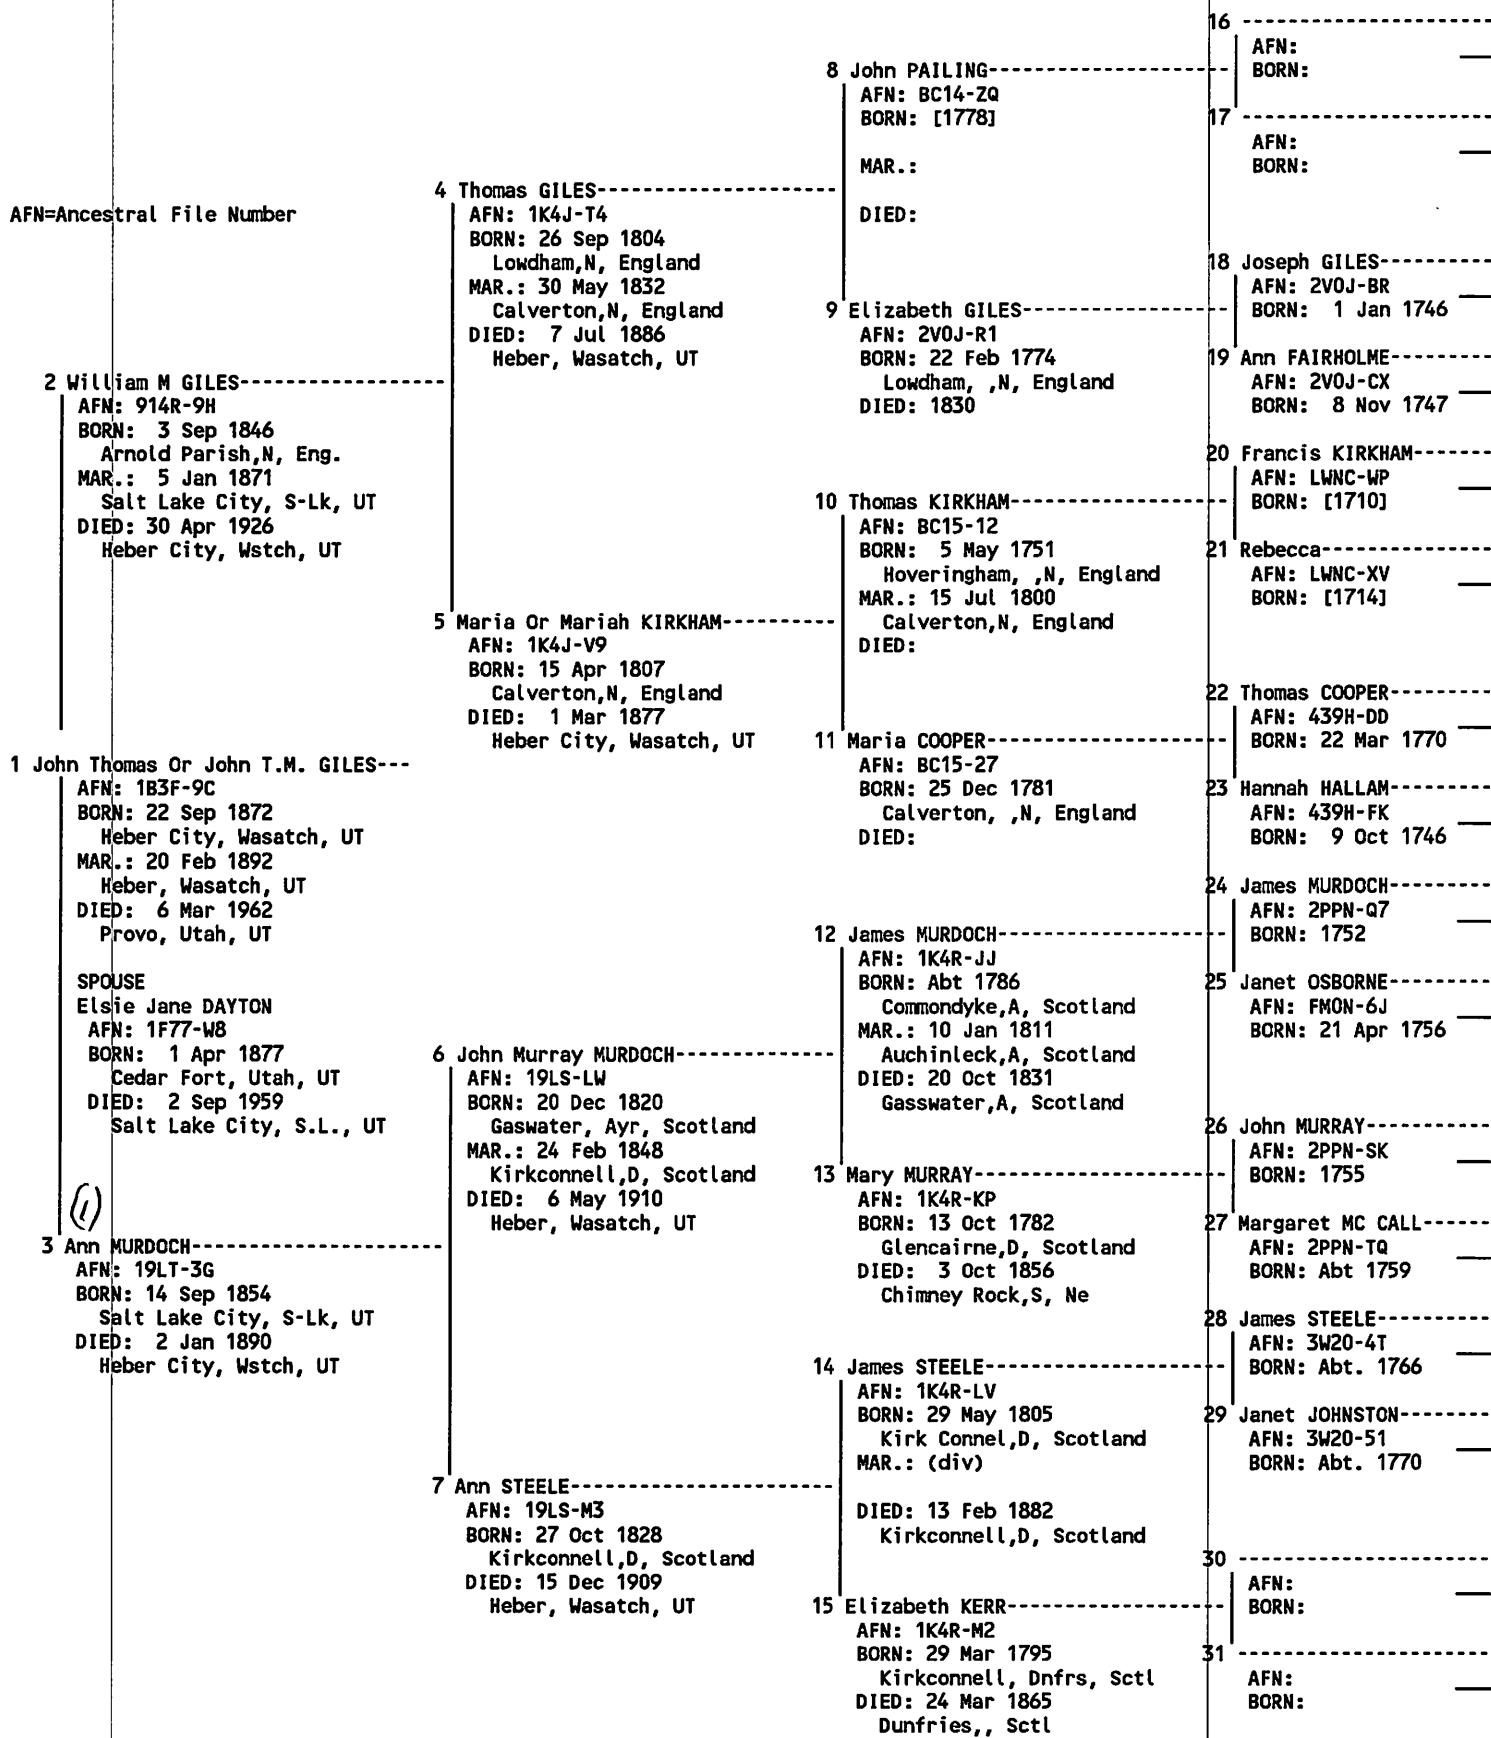 AFN=Ancestral File Number
1 John Thomas Or John T.M. GILES---
AFN: 1B3F-9C
BORN: 22 Sep 1872
Heber City, Wasatch, UT
MAR.: 20 Feb 1892
Heber, Wasatch, UT
DIED: 6 Mar 1962
Provo, Utah, UT
SPOUSE
Elsie Jane DAYTON
AFN: 1F77-W8
BORN: 1 Apr 1877
Cedar Fort, Utah, UT
DIED: 2 Sep 1959
Salt Lake City, S.L., UT
2 William M GILES-----------------
AFN: 914R-9H
BORN: 3 Sep 1846
Arnold Parish,N, Eng.
MAR.: 5 Jan 1871
Salt Lake City, S-Lk, UT
DIED: 30 Apr 1926
Heber City, Wstch, UT
(1)
3 Ann MURDOCH---------------------
AFN: 19LT-3G
BORN: 14 Sep 1854
Salt Lake City, S-Lk, UT
DIED: 2 Jan 1890
Heber City, Wstch, UT
4 Thomas GILES--------------------
AFN: 1K4J-T4
BORN: 26 Sep 1804
Lowdham,N, England
MAR.: 30 May 1832
Calverton,N, England
DIED: 7 Jul 1886
Heber, Wasatch, UT
5 Maria Or Mariah KIRKHAM----------
AFN: 1K4J-V9
BORN: 15 Apr 1807
Calverton,N, England
DIED: 1 Mar 1877
Heber City, Wasatch, UT
6 John Murray MURDOCH-------------
AFN: 19LS-LW
BORN: 20 Dec 1820
Gaswater, Ayr, Scotland
MAR.: 24 Feb 1848
Kirkconnell,D, Scotland
DIED: 6 May 1910
Heber, Wasatch, UT
7 Ann STEELE----------------------
AFN: 19LS-M3
BORN: 27 Oct 1828
Kirkconnell,D, Scotland
DIED: 15 Dec 1909
Heber, Wasatch, UT
8 John PAILING--------------------
AFN: BC14-ZQ
BORN: [1778]
MAR.:
DIED:
9 Elizabeth GILES-----------------
AFN: 2V0J-R1
BORN: 22 Feb 1774
Lowdham, ,N, England
DIED: 1830
10 Thomas KIRKHAM------------------
AFN: BC15-12
BORN: 5 May 1751
Hoveringham, ,N, England
MAR.: 15 Jul 1800
Calverton,N, England
DIED:
11 Maria COOPER--------------------
AFN: BC15-27
BORN: 25 Dec 1781
Calverton, ,N, England
DIED:
12 James MURDOCH-------------------
AFN: 1K4R-JJ
BORN: Abt 1786
Commondyke,A, Scotland
MAR.: 10 Jan 1811
Auchinleck,A, Scotland
DIED: 20 Oct 1831
Gasswater,A, Scotland
13 Mary MURRAY---------------------
AFN: 1K4R-KP
BORN: 13 Oct 1782
Glencairne,D, Scotland
DIED: 3 Oct 1856
Chimney Rock,S, Ne
14 James STEELE--------------------
AFN: 1K4R-LV
BORN: 29 May 1805
Kirk Connel,D, Scotland
MAR.: (div)
DIED: 13 Feb 1882
Kirkconnell,D, Scotland
15 Elizabeth KERR------------------
AFN: 1K4R-M2
BORN: 29 Mar 1795
Kirkconnell, Dnfrs, Sctl
DIED: 24 Mar 1865
Dunfries,, Sctl
16 ---------------------
AFN:
BORN:
17 ---------------------
AFN:
BORN:
18 Joseph GILES---------
AFN: 2V0J-BR
BORN: 1 Jan 1746
19 Ann FAIRHOLME--------
AFN: 2V0J-CX
BORN: 8 Nov 1747
20 Francis KIRKHAM-------
AFN: LWNC-WP
BORN: [1710]
21 Rebecca--------------
AFN: LWNC-XV
BORN: [1714]
22 Thomas COOPER--------
AFN: 439H-DD
BORN: 22 Mar 1770
23 Hannah HALLAM--------
AFN: 439H-FK
BORN: 9 Oct 1746
24 James MURDOCH--------
AFN: 2PPN-Q7
BORN: 1752
25 Janet OSBORNE--------
AFN: FMON-6J
BORN: 21 Apr 1756
26 John MURRAY----------
AFN: 2PPN-SK
BORN: 1755
27 Margaret MC CALL-----
AFN: 2PPN-TQ
BORN: Abt 1759
28 James STEELE---------
AFN: 3W20-4T
BORN: Abt. 1766
29 Janet JOHNSTON-------
AFN: 3W20-51
BORN: Abt. 1770
30 ---------------------
AFN:
BORN:
31 ---------------------
AFN:
BORN: